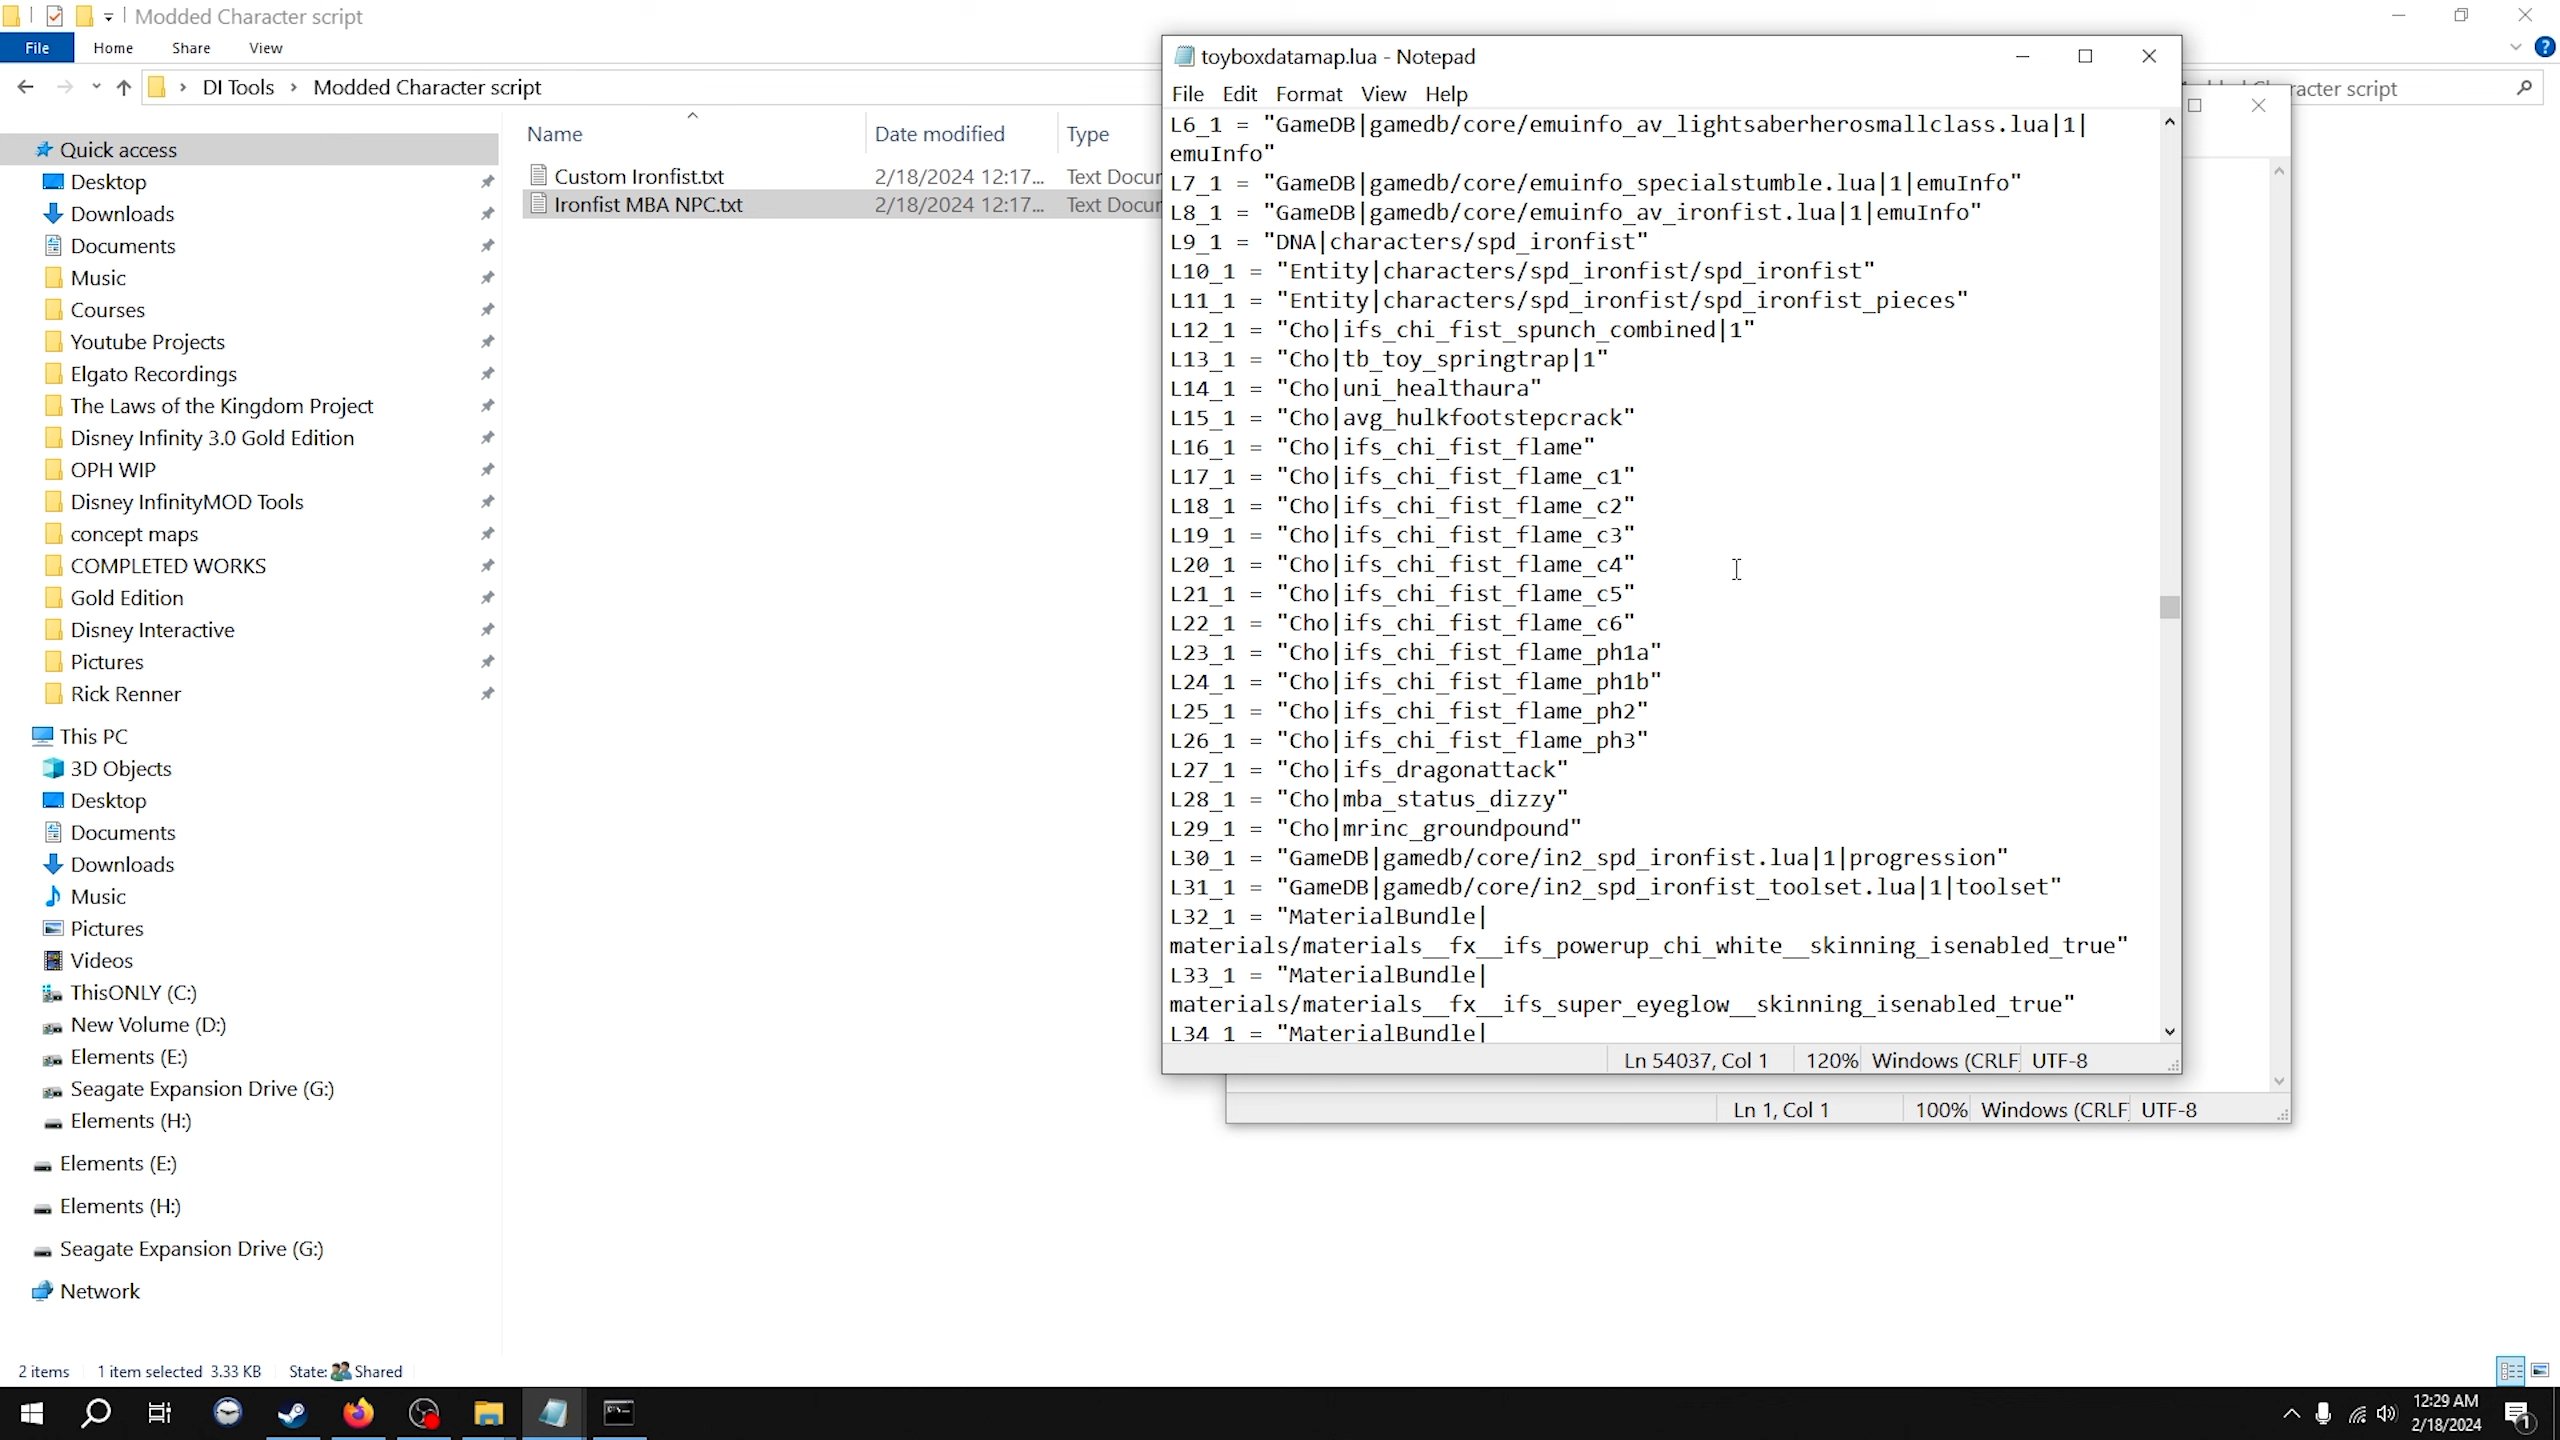 Modded Character script
File Home Share View
DI Tools › Modded Character script
Name Date modified Type
Custom Ironfist.txt 2/18/2024 12:17... Text Docur
Ironfist MBA NPC.txt 2/18/2024 12:17... Text Docur
Quick access
Desktop
Downloads
Documents
Music
Courses
Youtube Projects
Elgato Recordings
The Laws of the Kingdom Project
Disney Infinity 3.0 Gold Edition
OPH WIP
Disney InfinityMOD Tools
concept maps
COMPLETED WORKS
Gold Edition
Disney Interactive
Pictures
Rick Renner
This PC
3D Objects
Desktop
Documents
Downloads
Music
Pictures
Videos
ThisONLY (C:)
New Volume (D:)
Elements (E:)
Seagate Expansion Drive (G:)
Elements (H:)
Elements (E:)
Elements (H:)
Seagate Expansion Drive (G:)
Network
2 items 1 item selected 3.33 KB State: Shared
toyboxdatamap.lua - Notepad
File Edit Format View Help
L6_1 = "GameDB|gamedb/core/emuinfo_av_lightsaberherosmallclass.lua|1|
emuInfo"
L7_1 = "GameDB|gamedb/core/emuinfo_specialstumble.lua|1|emuInfo"
L8_1 = "GameDB|gamedb/core/emuinfo_av_ironfist.lua|1|emuInfo"
L9_1 = "DNA|characters/spd_ironfist"
L10_1 = "Entity|characters/spd_ironfist/spd_ironfist"
L11_1 = "Entity|characters/spd_ironfist/spd_ironfist_pieces"
L12_1 = "Cho|ifs_chi_fist_spunch_combined|1"
L13_1 = "Cho|tb_toy_springtrap|1"
L14_1 = "Cho|uni_healthaura"
L15_1 = "Cho|avg_hulkfootstepcrack"
L16_1 = "Cho|ifs_chi_fist_flame"
L17_1 = "Cho|ifs_chi_fist_flame_c1"
L18_1 = "Cho|ifs_chi_fist_flame_c2"
L19_1 = "Cho|ifs_chi_fist_flame_c3"
L20_1 = "Cho|ifs_chi_fist_flame_c4"
L21_1 = "Cho|ifs_chi_fist_flame_c5"
L22_1 = "Cho|ifs_chi_fist_flame_c6"
L23_1 = "Cho|ifs_chi_fist_flame_ph1a"
L24_1 = "Cho|ifs_chi_fist_flame_ph1b"
L25_1 = "Cho|ifs_chi_fist_flame_ph2"
L26_1 = "Cho|ifs_chi_fist_flame_ph3"
L27_1 = "Cho|ifs_dragonattack"
L28_1 = "Cho|mba_status_dizzy"
L29_1 = "Cho|mrinc_groundpound"
L30_1 = "GameDB|gamedb/core/in2_spd_ironfist.lua|1|progression"
L31_1 = "GameDB|gamedb/core/in2_spd_ironfist_toolset.lua|1|toolset"
L32_1 = "MaterialBundle|
materials/materials__fx__ifs_powerup_chi_white__skinning_isenabled_true"
L33_1 = "MaterialBundle|
materials/materials__fx__ifs_super_eyeglow__skinning_isenabled_true"
L34_1 = "MaterialBundle|
Ln 54037, Col 1 120% Windows (CRLF UTF-8
racter script
Ln 1, Col 1 100% Windows (CRLF UTF-8
12:29 AM
2/18/2024
1